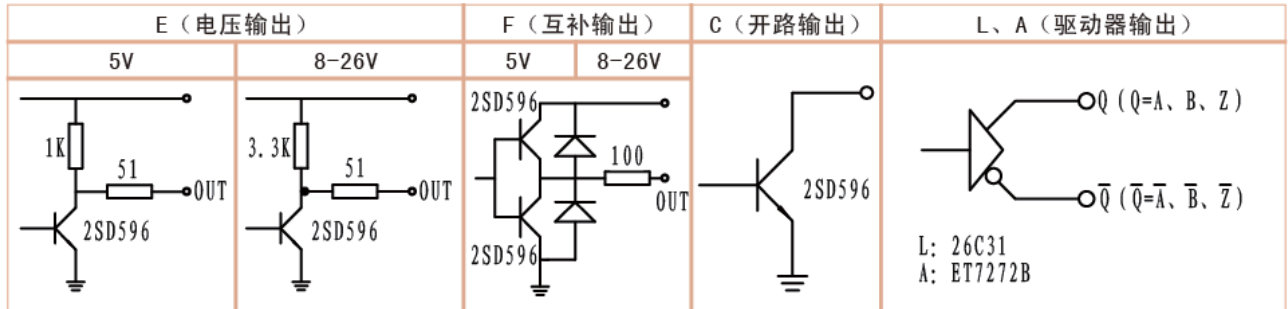 E（电压输出）
F（互补输出）
C（开路输出）
L、A（驱动器输出）
5V
8-26V
5V
8-26V
1K
51
OUT
2SD596
3.3K
51
OUT
2SD596
2SD596
100
OUT
2SD596
2SD596
Q（Q=A、B、Z）
Q̅（Q̅=A̅、B̅、Z̅）
L: 26C31
A: ET7272B